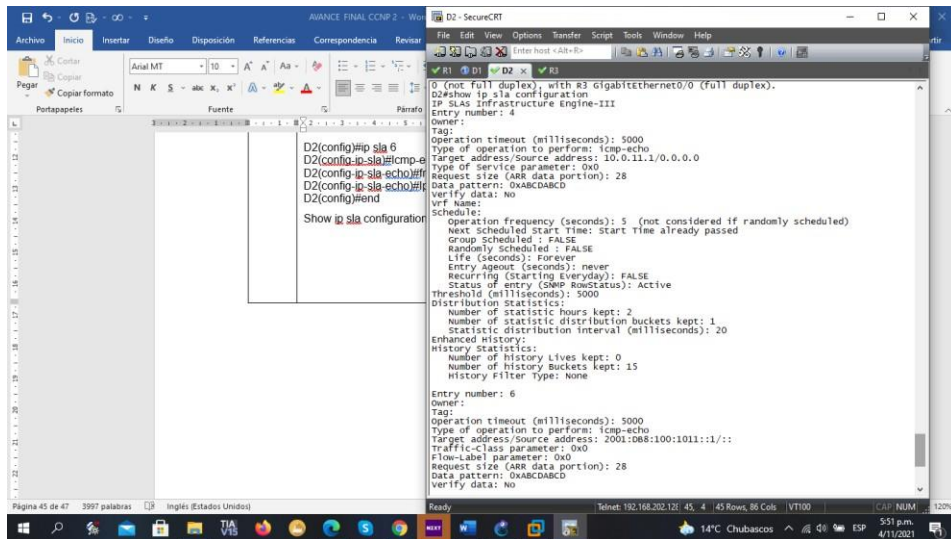 AVANCE FINAL CCNP 2 - Wor
Archivo Inicio Insertar Diseño Disposición Referencias Correspondencia Revisar
Pegar
Cortar
Copiar
Copiar formato
Portapapeles
Arial MT 10
Fuente
Párrafo
D2(config)#ip sla 6
D2(config-ip-sla)#Icmp-e
D2(config-ip-sla-echo)#fr
D2(config-ip-sla-echo)#Ip
D2(config)#end
Show ip sla configuration
Página 45 de 47 3997 palabras Inglés (Estados Unidos)
120%
D2 - SecureCRT
File Edit View Options Transfer Script Tools Window Help
Enter host <Alt+R>
R1 D1 D2 R3
0 (not full duplex), with R3 GigabitEthernet0/0 (full duplex).
D2#show ip sla configuration
IP SLAs Infrastructure Engine-III
Entry number: 4
Owner:
Tag:
Operation timeout (milliseconds): 5000
Type of operation to perform: icmp-echo
Target address/Source address: 10.0.11.1/0.0.0.0
Type Of Service parameter: 0x0
Request size (ARR data portion): 28
Data pattern: 0xABCDABCD
Verify data: No
Vrf Name:
Schedule:
Operation frequency (seconds): 5 (not considered if randomly scheduled)
Next Scheduled Start Time: Start Time already passed
Group Scheduled : FALSE
Randomly Scheduled : FALSE
Life (seconds): Forever
Entry Ageout (seconds): never
Recurring (Starting Everyday): FALSE
Status of entry (SNMP RowStatus): Active
Threshold (milliseconds): 5000
Distribution Statistics:
Number of statistic hours kept: 2
Number of statistic distribution buckets kept: 1
Statistic distribution interval (milliseconds): 20
Enhanced History:
History Statistics:
Number of history Lives kept: 0
Number of history Buckets kept: 15
History Filter Type: None
Entry number: 6
Owner:
Tag:
Operation timeout (milliseconds): 5000
Type of operation to perform: icmp-echo
Target address/Source address: 2001:DB8:100:1011::1/::
Traffic-Class parameter: 0x0
Flow-Label parameter: 0x0
Request size (ARR data portion): 28
Data pattern: 0xABCDABCD
Verify data: No
Ready Telnet: 192.168.202.128 45, 4 45 Rows, 86 Cols VT100 CAP NUM
14°C Chubascos ESP
5:51 p.m.
4/11/2021